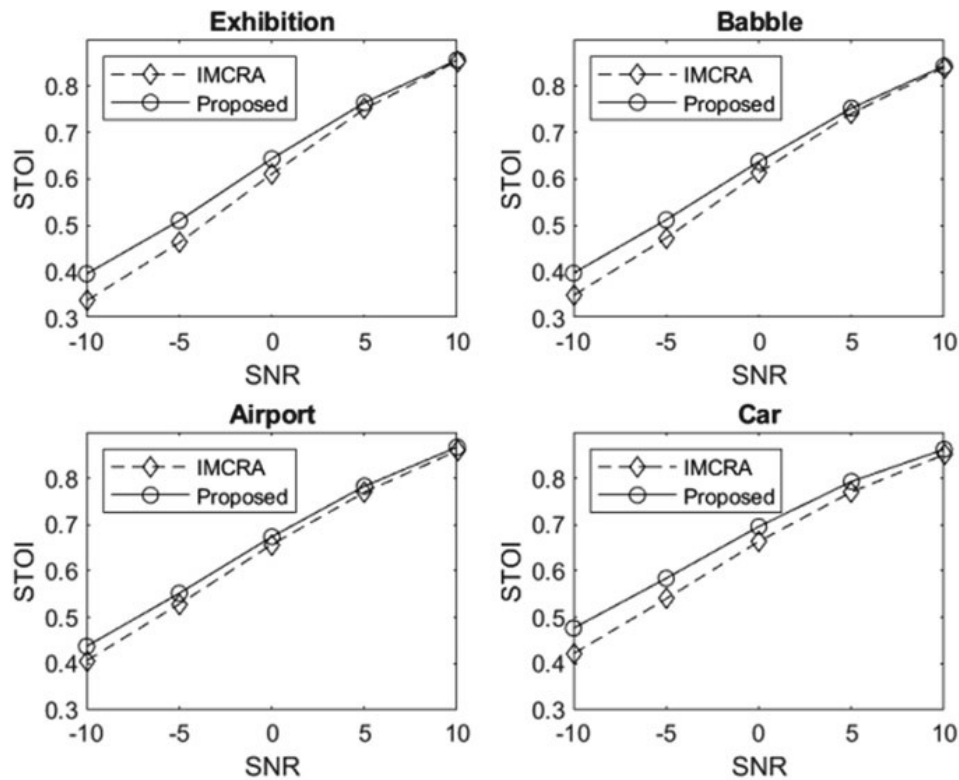 Exhibition
IMCRA
Proposed
0.8
0.7
0.6
0.5
0.4
0.3
STOI
-10 -5 0 5 10
SNR
Babble
IMCRA
Proposed
0.8
0.7
0.6
0.5
0.4
0.3
STOI
-10 -5 0 5 10
SNR
Airport
IMCRA
Proposed
0.8
0.7
0.6
0.5
0.4
0.3
STOI
-10 -5 0 5 10
SNR
Car
IMCRA
Proposed
0.8
0.7
0.6
0.5
0.4
0.3
STOI
-10 -5 0 5 10
SNR